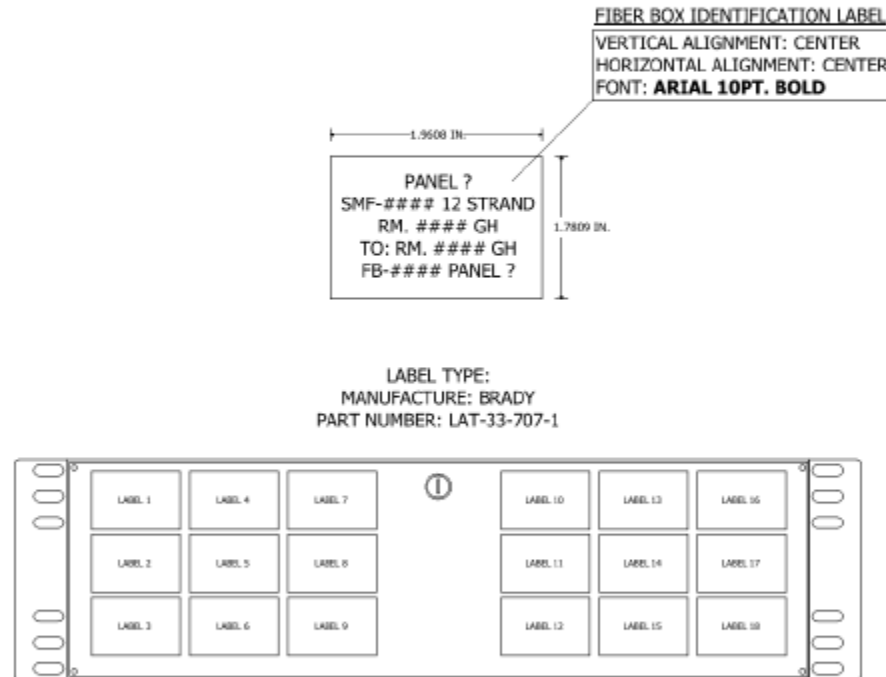 FIBER BOX IDENTIFICATION LABEL
VERTICAL ALIGNMENT: CENTER
HORIZONTAL ALIGNMENT: CENTER
FONT: ARIAL 10PT. BOLD
1.9608 IN.
PANEL ?
SMF-#### 12 STRAND
RM. #### GH
TO: RM. #### GH
FB-#### PANEL ?
1.7809 IN.
LABEL TYPE:
MANUFACTURE: BRADY
PART NUMBER: LAT-33-707-1
LABEL 1 LABEL 4 LABEL 7 LABEL 10 LABEL 13 LABEL 16
LABEL 2 LABEL 5 LABEL 8 LABEL 11 LABEL 14 LABEL 17
LABEL 3 LABEL 6 LABEL 9 LABEL 12 LABEL 15 LABEL 18